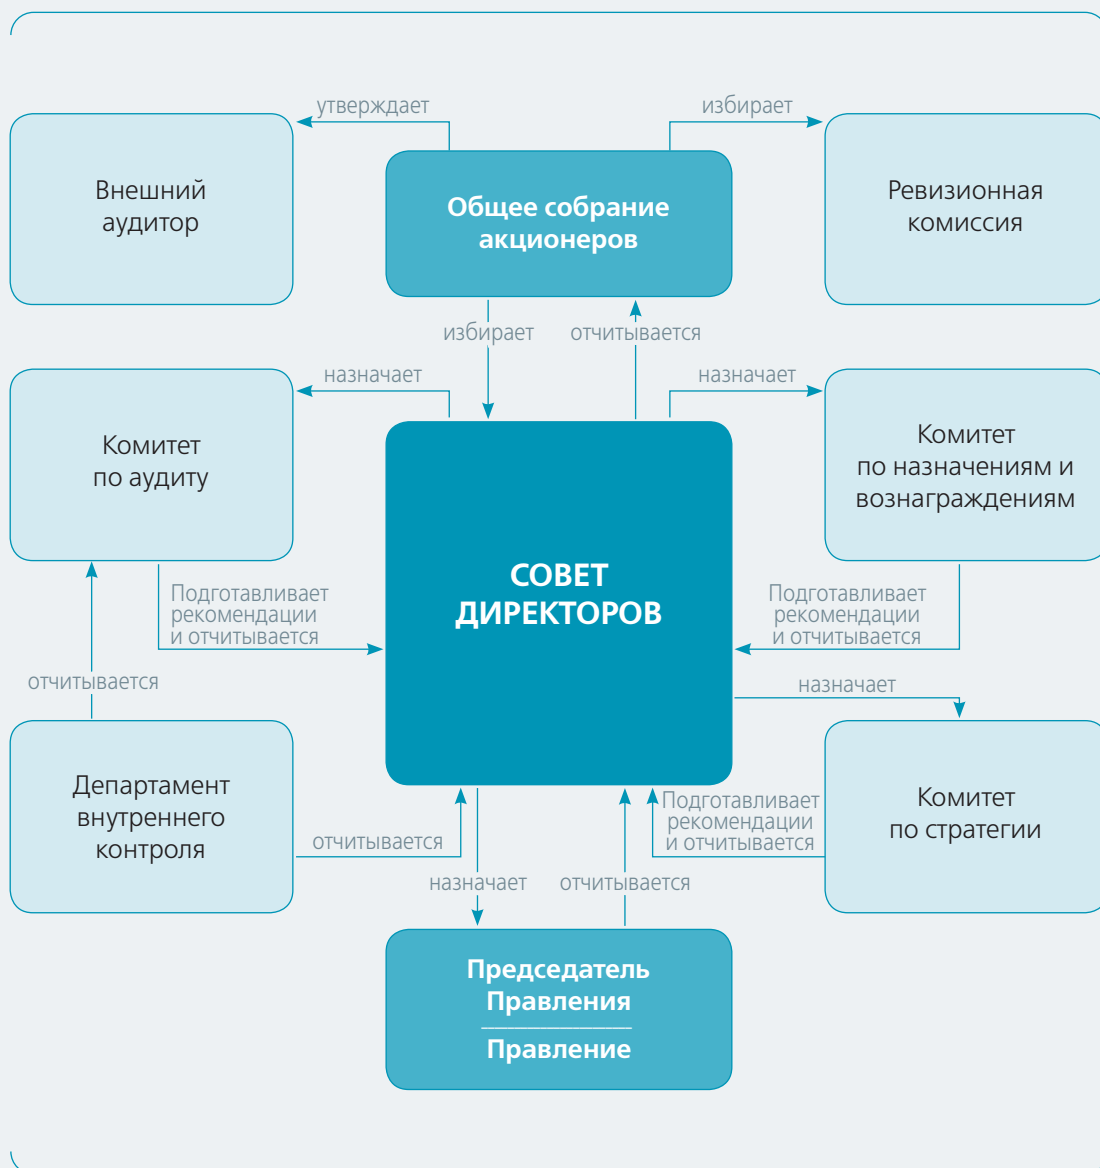 утверждает
избирает
Внешний
аудитор
Общее собрание
акционеров
Ревизионная
комиссия
избирает
отчитывается
назначает
назначает
Комитет
по аудиту
Комитет
по назначениям и
вознаграждениям
СОВЕТ
ДИРЕКТОРОВ
Подготавливает
рекомендации
и отчитывается
Подготавливает
рекомендации
и отчитывается
отчитывается
назначает
Департамент
внутреннего
контроля
отчитывается
Подготавливает
рекомендации
и отчитывается
Комитет
по стратегии
назначает
отчитывается
Председатель
Правления
Правление